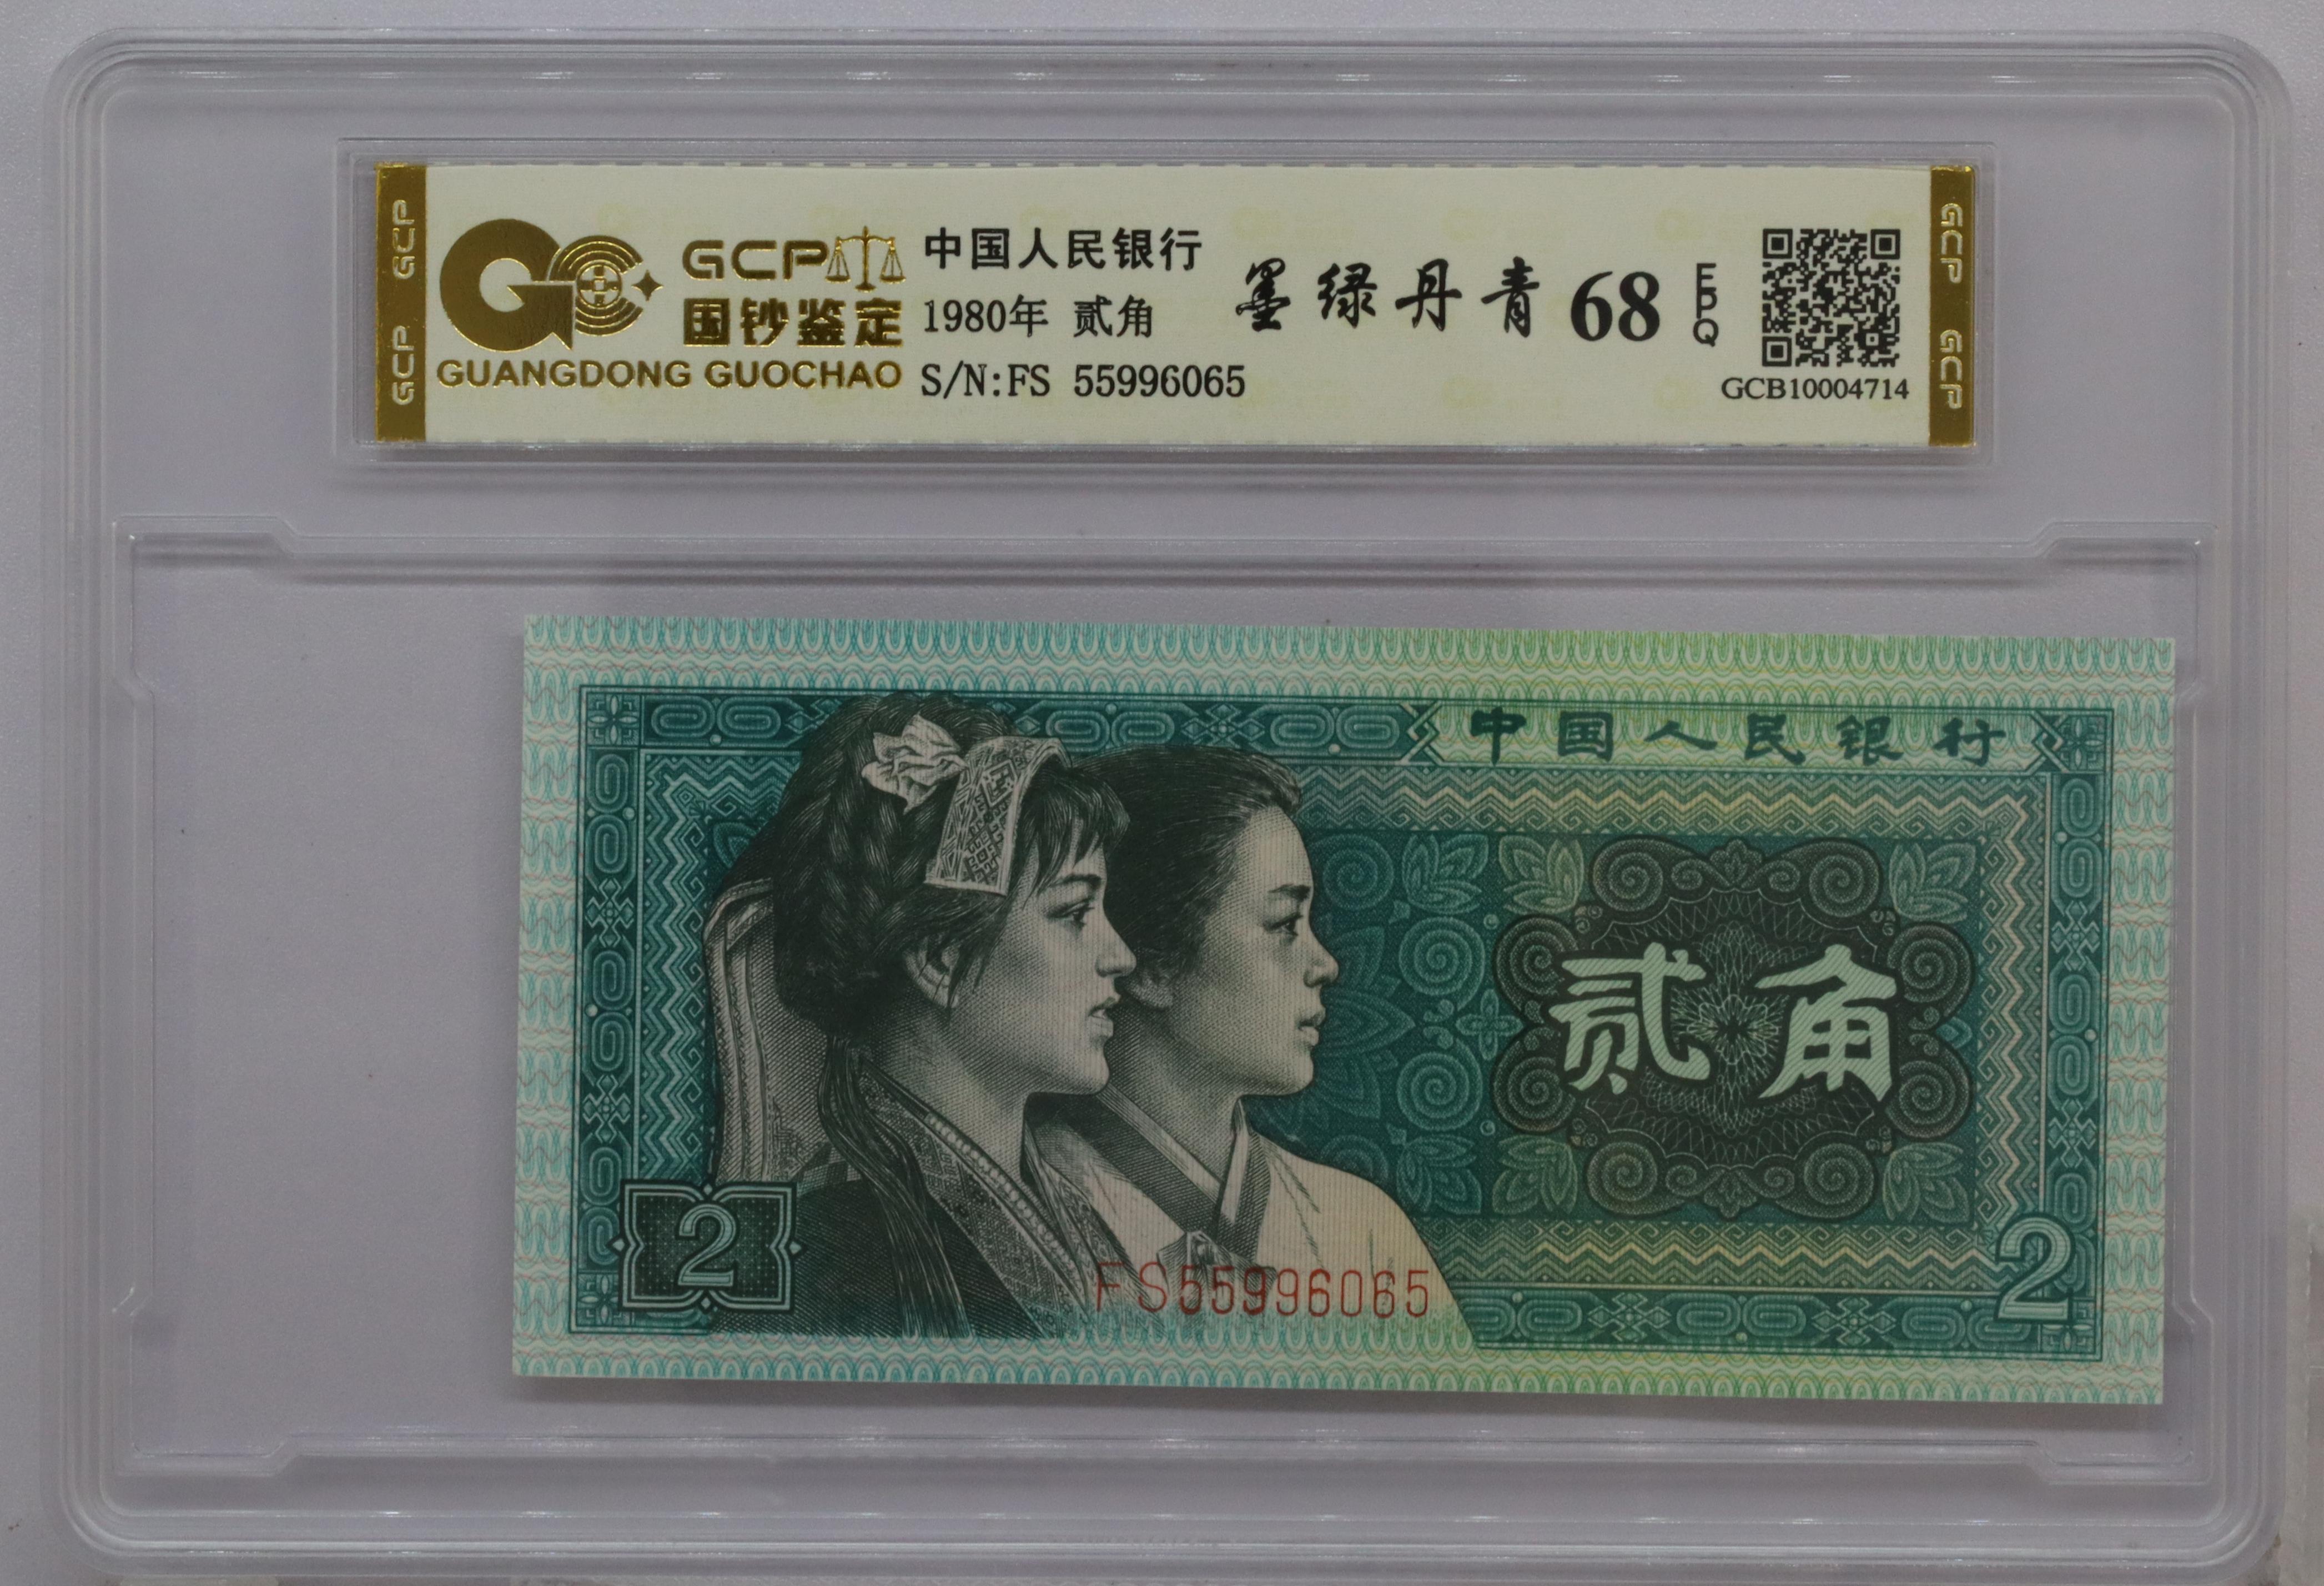 GCP
GCP
GCP
国钞鉴定
GUANGDONG GUOCHAO
中国人民银行
1980年 贰角
S/N:FS 55996065
墨绿丹青 68 EPQ
GCB10004714
GCP
GCP
中国人民银行
贰角
2
FS55996065
2